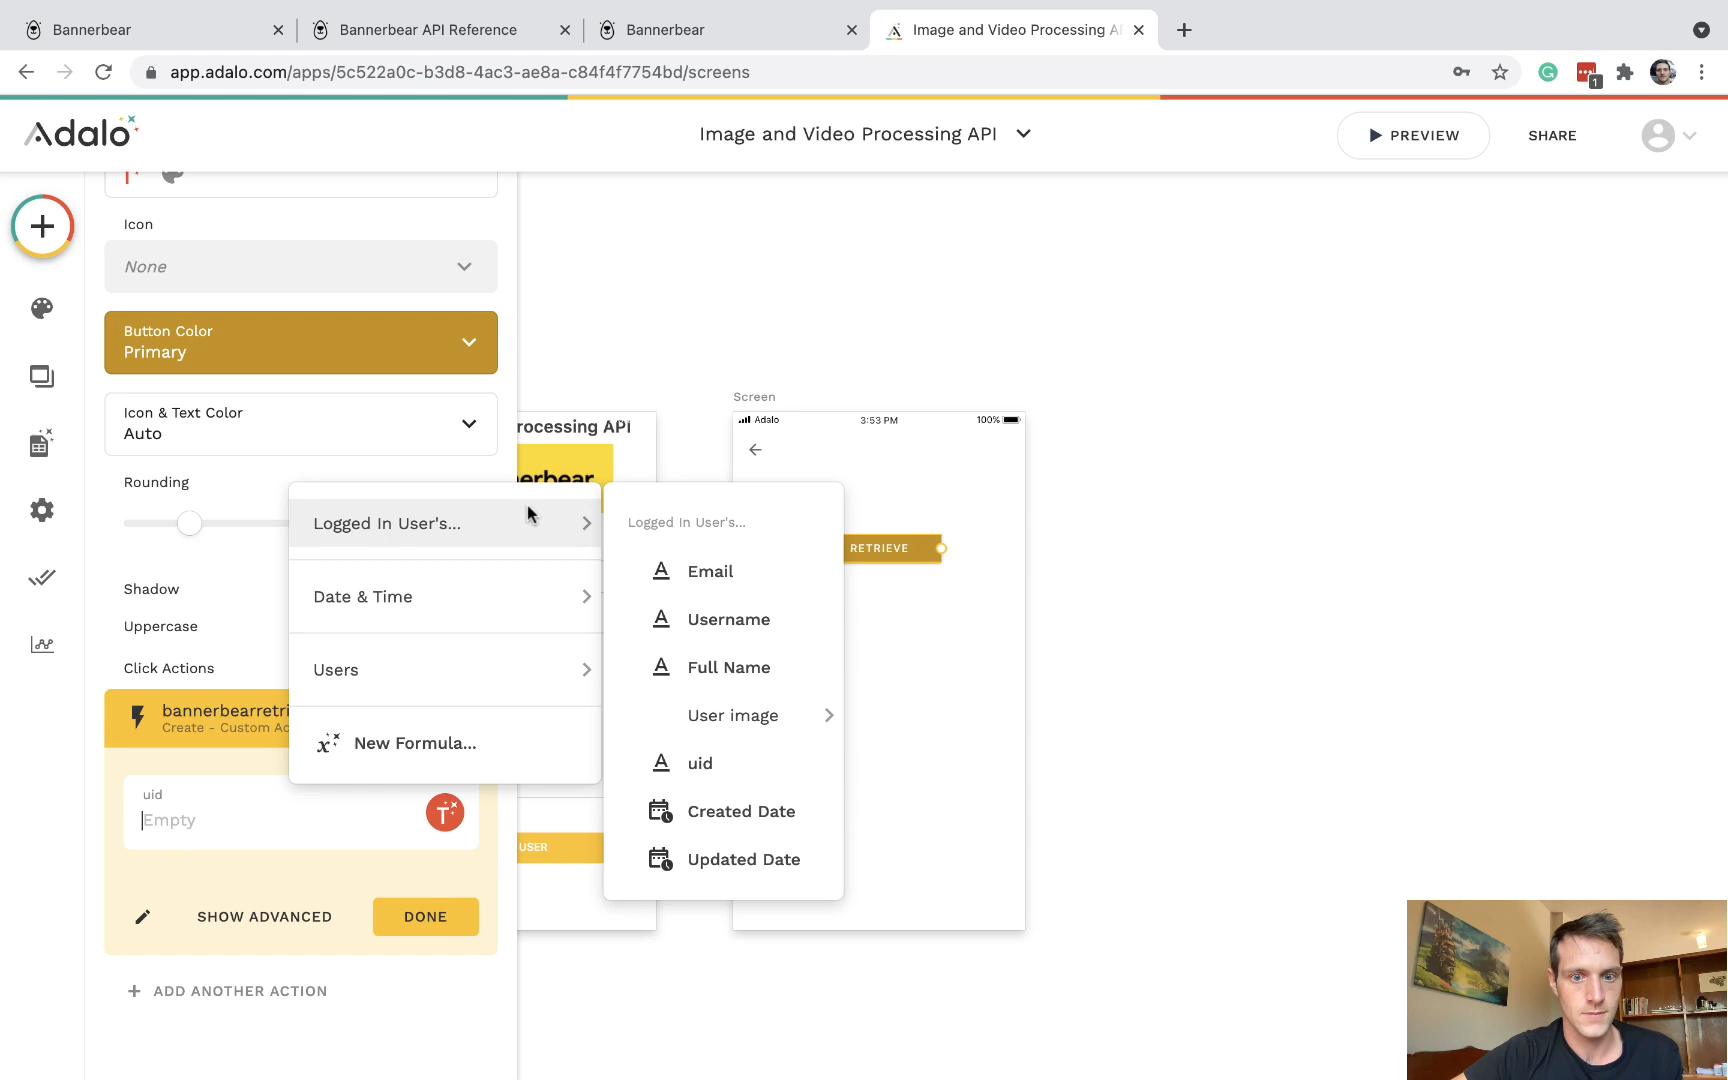 Bannerbear
Bannerbear API Reference
Bannerbear
Image and Video Processing AP
app.adalo.com/apps/5c522a0c-b3d8-4ac3-ae8a-c84f4f7754bd/screens
1
Adalo
Image and Video Processing API
PREVIEW
SHARE
Icon
None
Button Color
Primary
Icon & Text Color
Auto
Rounding
Shadow
Uppercase
Click Actions
bannerbearretri
Create - Custom Ac
uid
Empty
SHOW ADVANCED
DONE
ADD ANOTHER ACTION
Logged In User's...
Date & Time
Users
New Formula...
Logged In User's...
Email
Username
Full Name
User image
uid
Created Date
Updated Date
rocessing API
nerbear
USER
Screen
Adalo
3:53 PM
100%
RETRIEVE